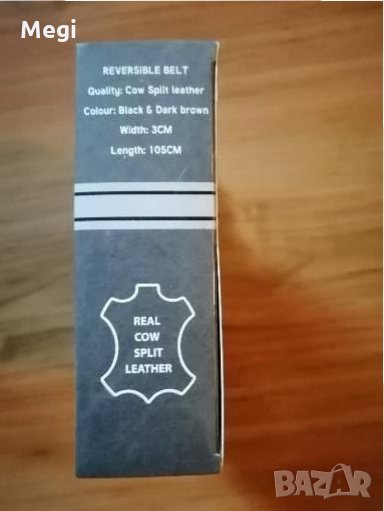 Megi
REVERSIBLE BELT
Quality: Cow Split leather
Colour: Black & Dark brown
Width: 3CM
Length: 105CM
REAL
COW
SPLIT
LEATHER
BAZAR